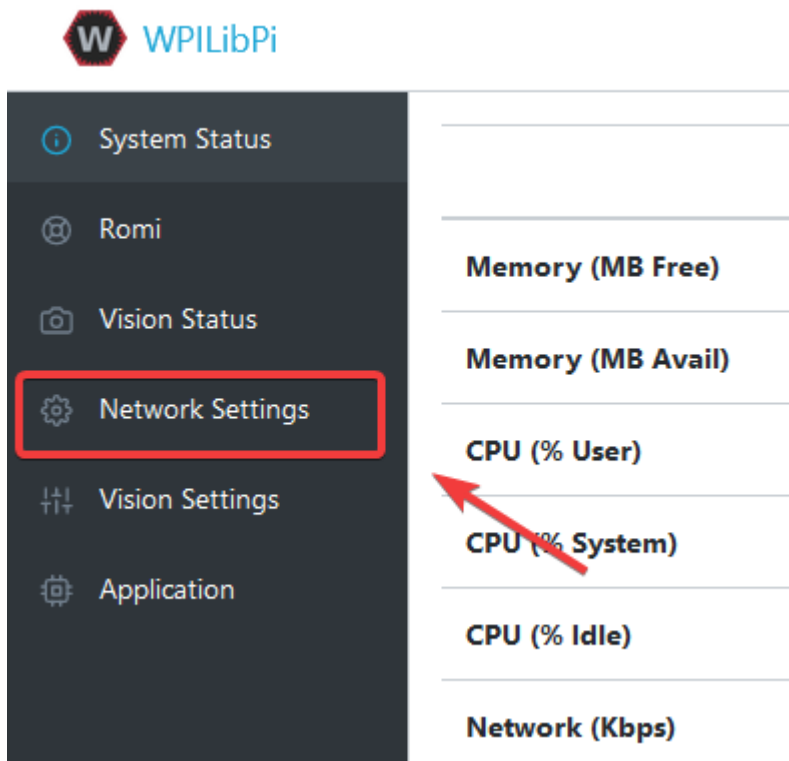 W WPILibPi
System Status
Romi
Vision Status
Network Settings
Vision Settings
Application
Memory (MB Free)
Memory (MB Avail)
CPU (% User)
CPU (% System)
CPU (% Idle)
Network (Kbps)